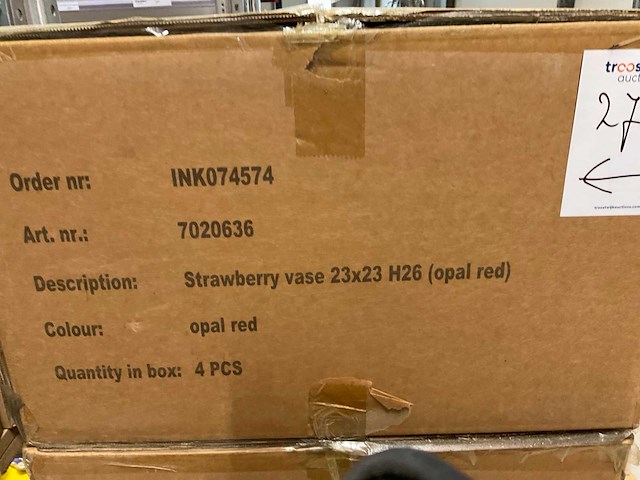 Order nr: INK074574
Art. nr.: 7020636
Description: Strawberry vase 23x23 H26 (opal red)
Colour: opal red
Quantity in box: 4 PCS
troos
auct
27